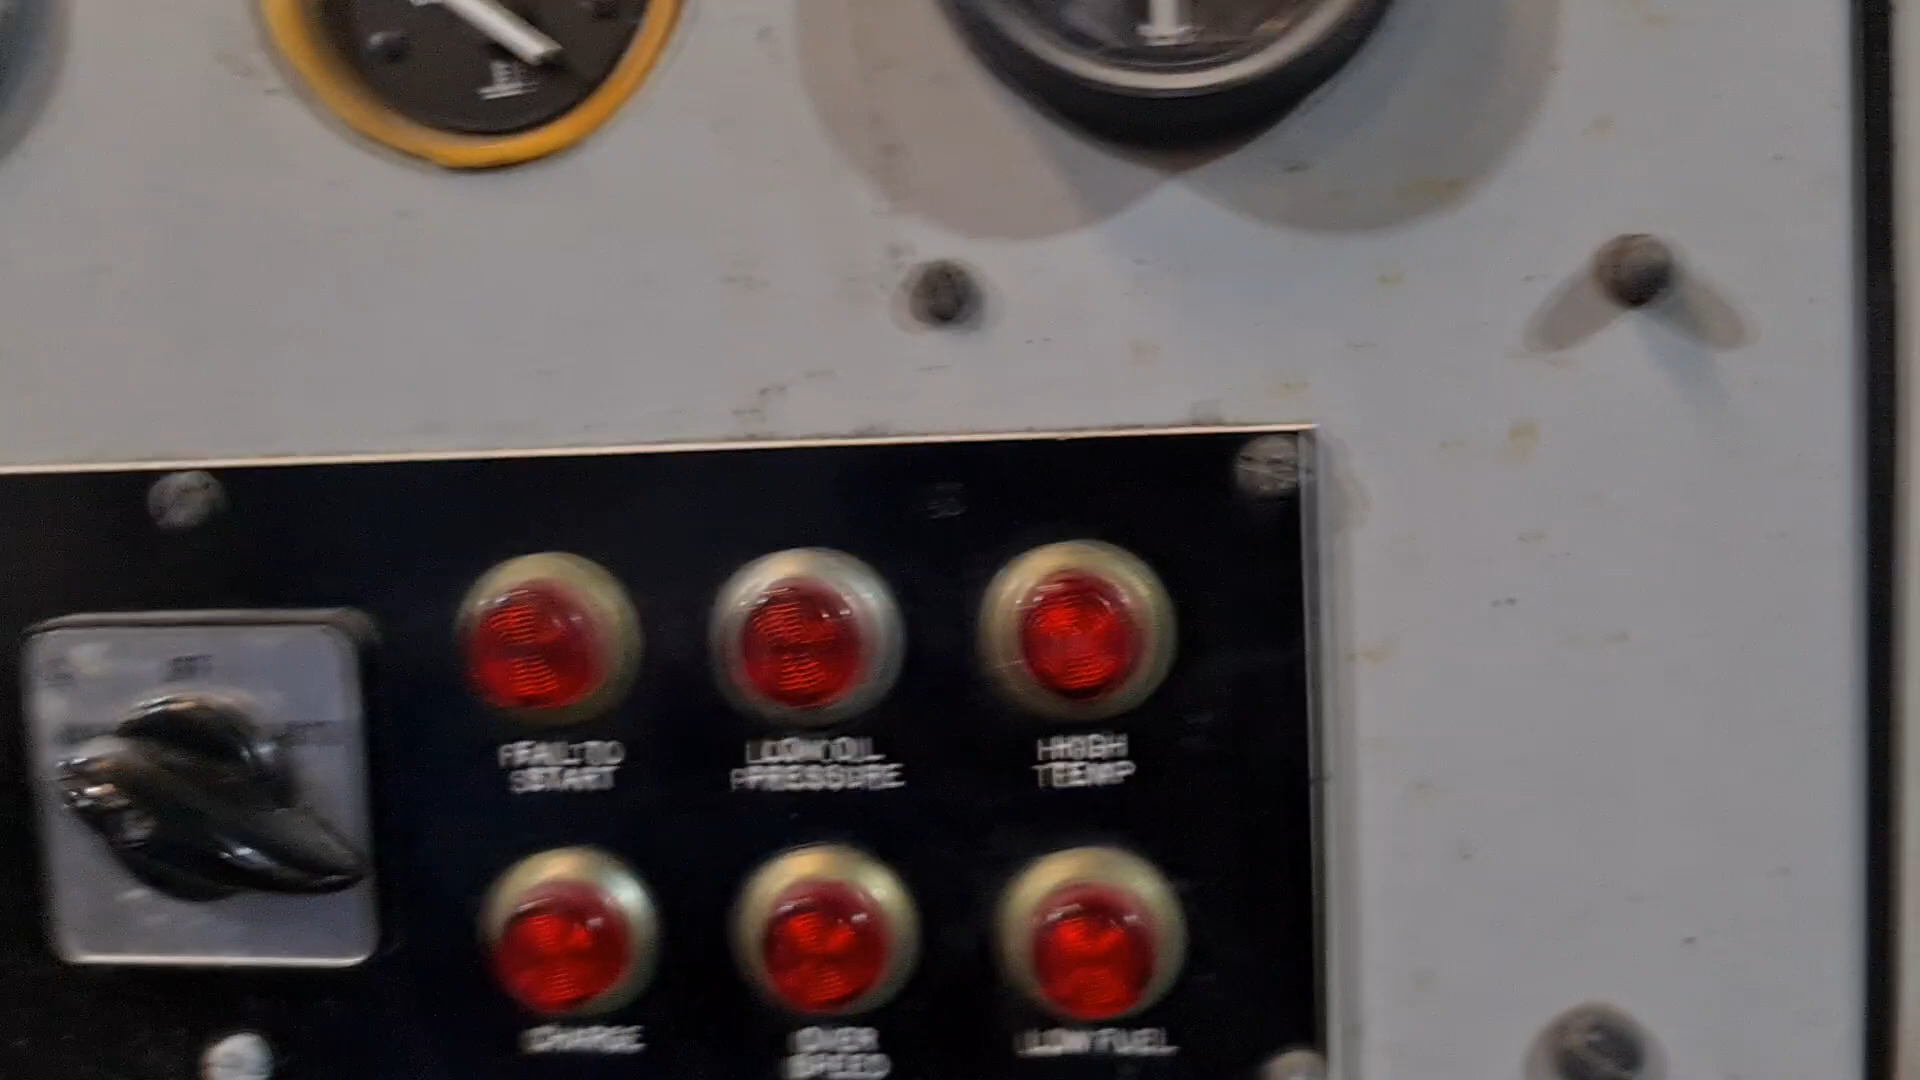 FAIL TO
START
LOW OIL
PRESSURE
HIGH
TEMP
CHARGE
OVER
SPEED
LOW FUEL